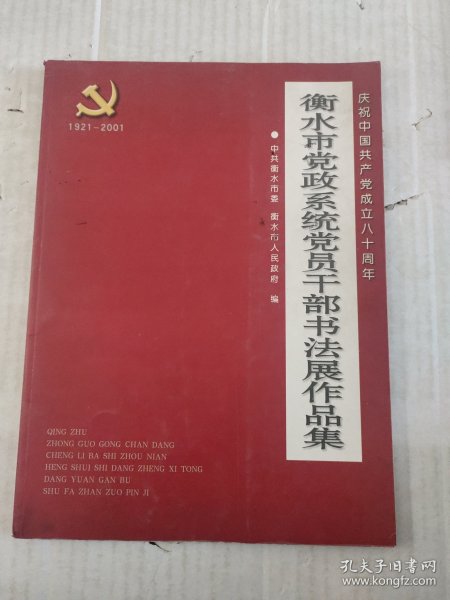 庆祝中国共产党成立八十周年
衡水市党政系统党员干部书法展作品集
●中共衡水市委 衡水市人民政府 编
1921-2001
QING ZHU
ZHONG GUO GONG CHAN DANG
CHENG LI BA SHI ZHOU NIAN
HENG SHUI SHI DANG ZHENG XI TONG
DANG YUAN GAN BU
SHU FA ZHAN ZUO PIN JI
孔夫子旧书网
www.kongfz.com